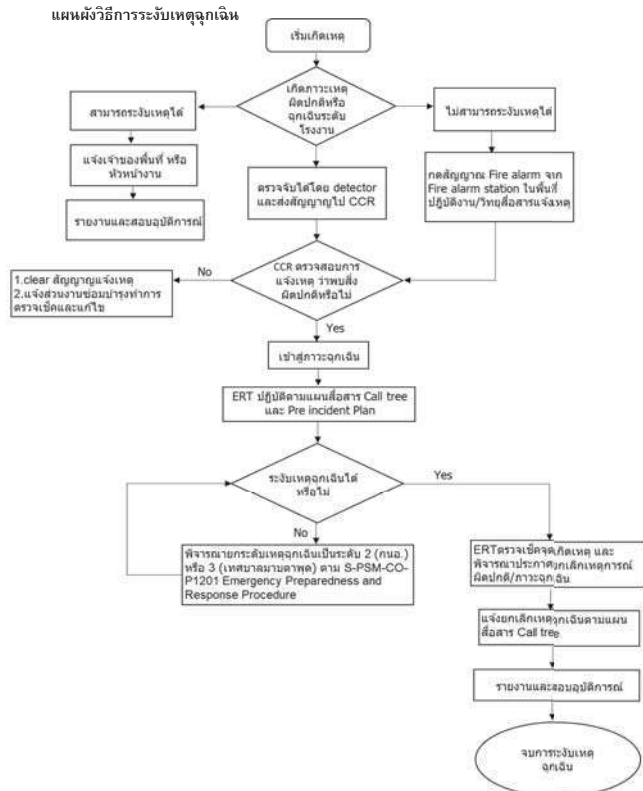 แผนผังวิธีการระงับเหตุฉุกเฉิน
เริ่มเกิดเหตุ
เกิดภาวะเหตุ
ผิดปกติหรือ
ฉุกเฉินระดับ
โรงงาน
สามารถระงับเหตุได้
ไม่สามารถระงับเหตุได้
แจ้งเจ้าของพื้นที่ หรือ
หัวหน้างาน
ตรวจจับได้โดย detector
และส่งสัญญาญไป CCR
กดสัญญาณ Fire alarm จาก
Fire alarm station ในพื้นที่
ปฏิบัติงาน/วิทยุสื่อสารแจ้งเหตุ
รายงานและสอบอุบัติการณ์
CCR ตรวจสอบการ
แจ้งเหตุ ว่าพบสิ่ง
ผิดปกติหรือไม่
No
1.clear สัญญาญแจ้งเหตุ
2.แจ้งส่วนงานซ่อมบำรุงทำการ
ตรวจเช็คและแก้ไข
Yes
เข้าสู่ภาวะฉุกเฉิน
ERT ปฏิบัติตามแผนสื่อสาร Call tree
และ Pre incident Plan
ระงับเหตุฉุกเฉินได้
หรือไม่
Yes
No
พิจารณายกระดับเหตุฉุกเฉินเป็นระดับ 2 (กนอ.)
หรือ 3 (เทศบาลมาบตาพุด) ตาม S-PSM-CO-
P1201 Emergency Preparedness and
Response Procedure
ERTตรวจเช็คจุดเกิดเหตุ และ
พิจารณาประกาศยกเลิกเหตุการณ์
ผิดปกติ/ภาวะฉุกเฉิน
แจ้งยกเลิกเหตุฉุกเฉินตามแผน
สื่อสาร Call tree
รายงานและสอบอุบัติการณ์
จบการระงับเหตุ
ฉุกเฉิน